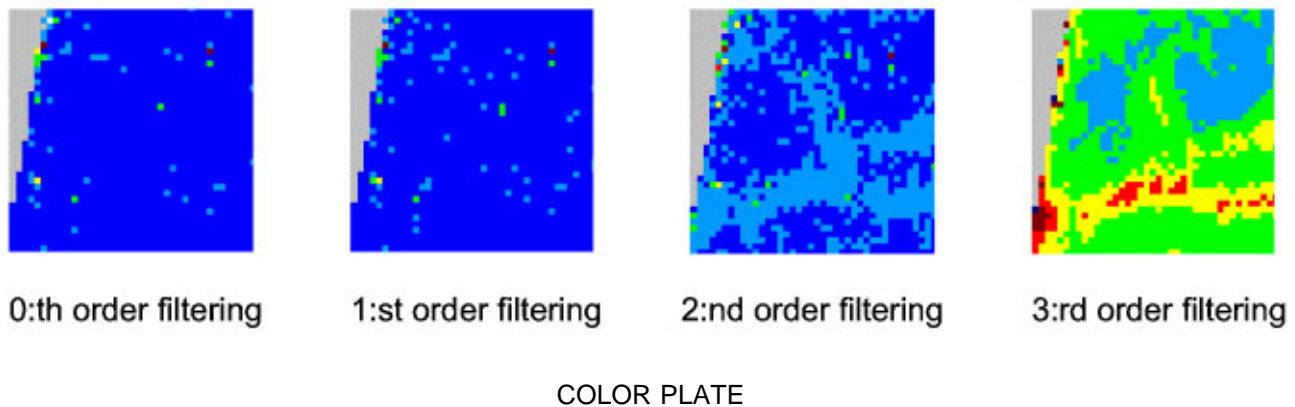 0:th order filtering 1:st order filtering 2:nd order filtering 3:rd order filtering
COLOR PLATE